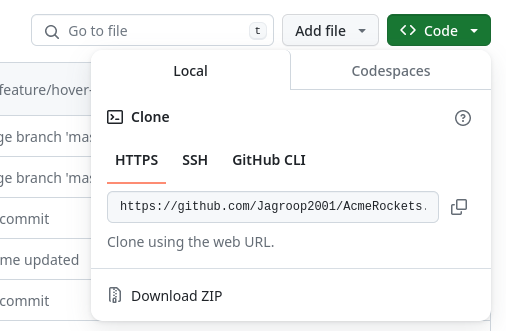 Go to file t Add file Code
Local Codespaces
feature/hover-
Clone
ge branch 'mas
HTTPS SSH GitHub CLI
ge branch 'mas
https://github.com/Jagroop2001/AcmeRockets.
commit
Clone using the web URL.
me updated
Download ZIP
commit